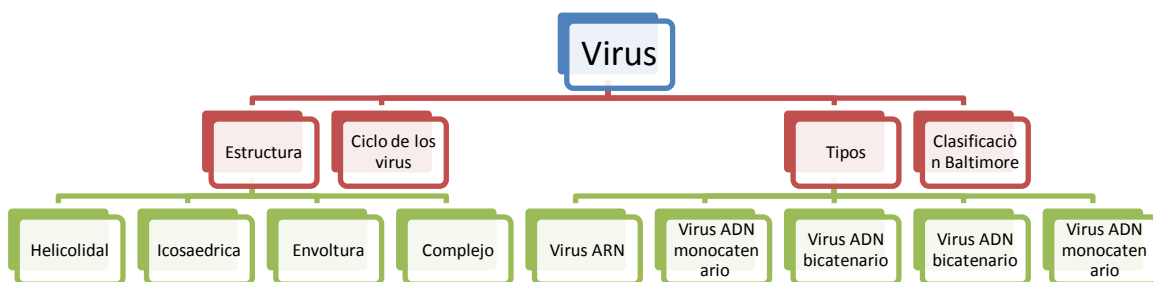 Virus
Estructura
Ciclo de los
virus
Tipos
Clasificaciò
n Baltimore
Helicolidal
Icosaedrica
Envoltura
Complejo
Virus ARN
Virus ADN
monocaten
ario
Virus ADN
bicatenario
Virus ADN
bicatenario
Virus ADN
monocaten
ario